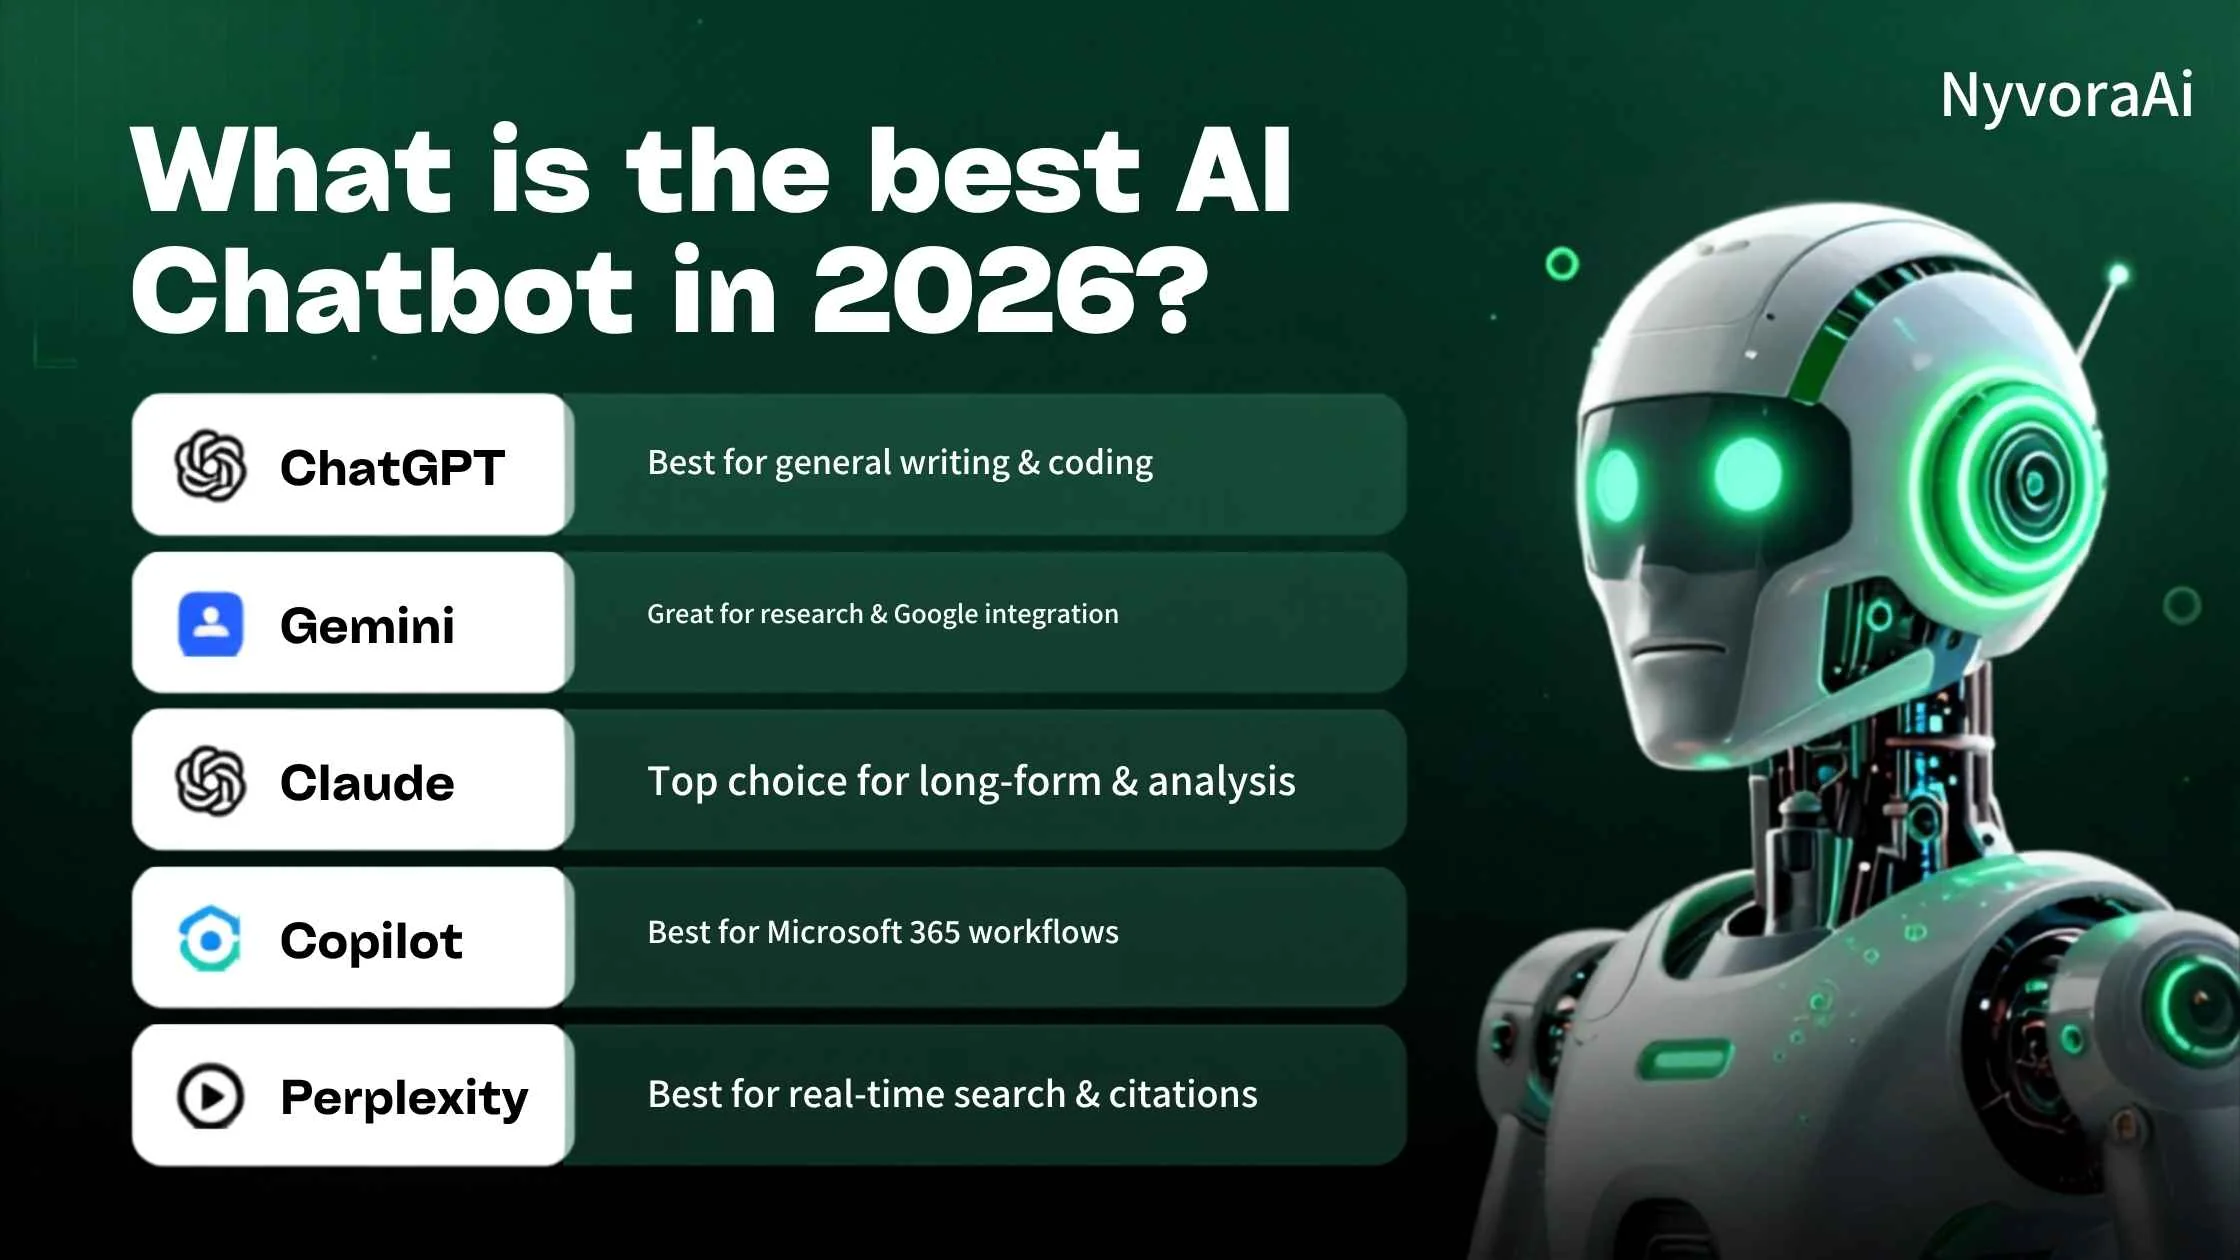 NyvoraAi
What is the best AI
Chatbot in 2026?
ChatGPT
Best for general writing & coding
Gemini
Great for research & Google integration
Claude
Top choice for long-form & analysis
Copilot
Best for Microsoft 365 workflows
Perplexity
Best for real-time search & citations